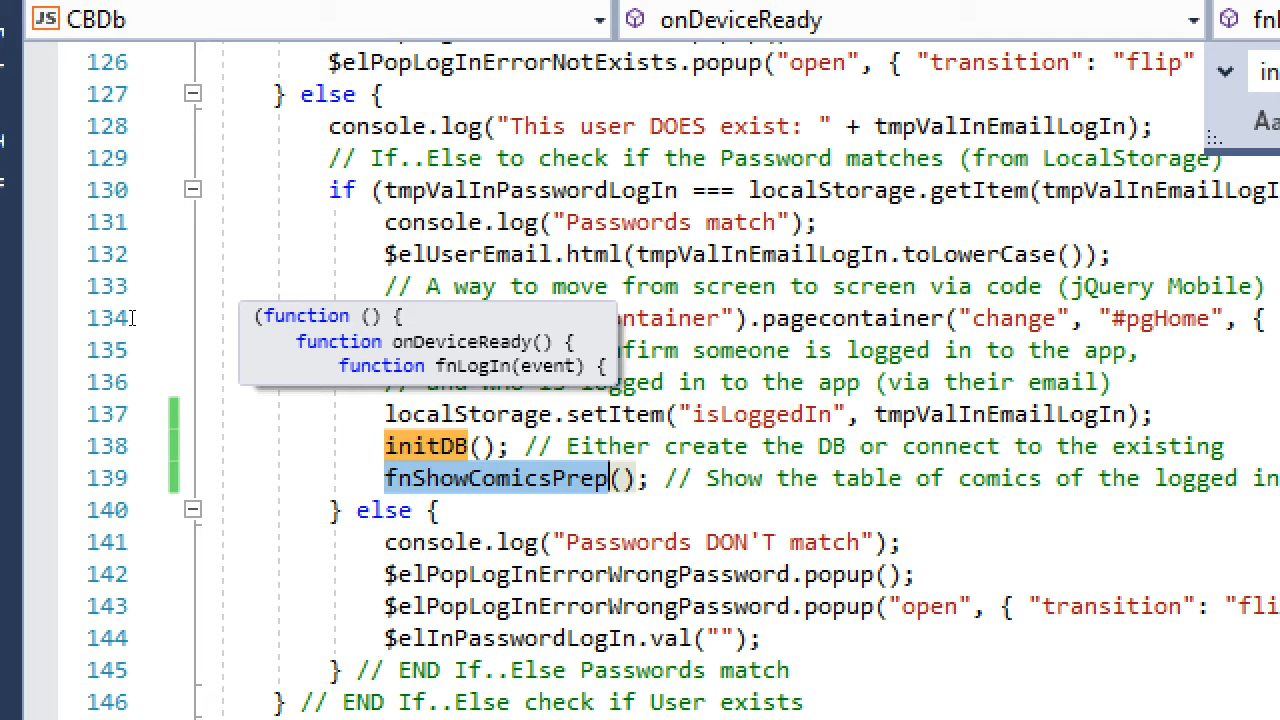 JS CBDb onDeviceReady
126 $elPopLogInErrorNotExists.popup("open", { "transition": "flip"
in
127 } else {
128 console.log("This user DOES exist: " + tmpValInEmailLogIn);
129 // If..Else to check if the Password matches (from LocalStorage)
130 if (tmpValInPasswordLogIn === localStorage.getItem(tmpValInEmailLogI
131 console.log("Passwords match");
132 $elUserEmail.html(tmpValInEmailLogIn.toLowerCase());
133 // A way to move from screen to screen via code (jQuery Mobile)
134 ntainer").pagecontainer("change", "#pgHome", {
(function () {
function onDeviceReady() {
function fnLogIn(event) {
135 nfirm someone is logged in to the app,
136 // and who is logged in to the app (via their email)
137 localStorage.setItem("isLoggedIn", tmpValInEmailLogIn);
138 initDB(); // Either create the DB or connect to the existing
139 fnShowComicsPrep(); // Show the table of comics of the logged in
140 } else {
141 console.log("Passwords DON'T match");
142 $elPopLogInErrorWrongPassword.popup();
143 $elPopLogInErrorWrongPassword.popup("open", { "transition": "fli
144 $elInPasswordLogIn.val("");
145 } // END If..Else Passwords match
146 } // END If..Else check if User exists